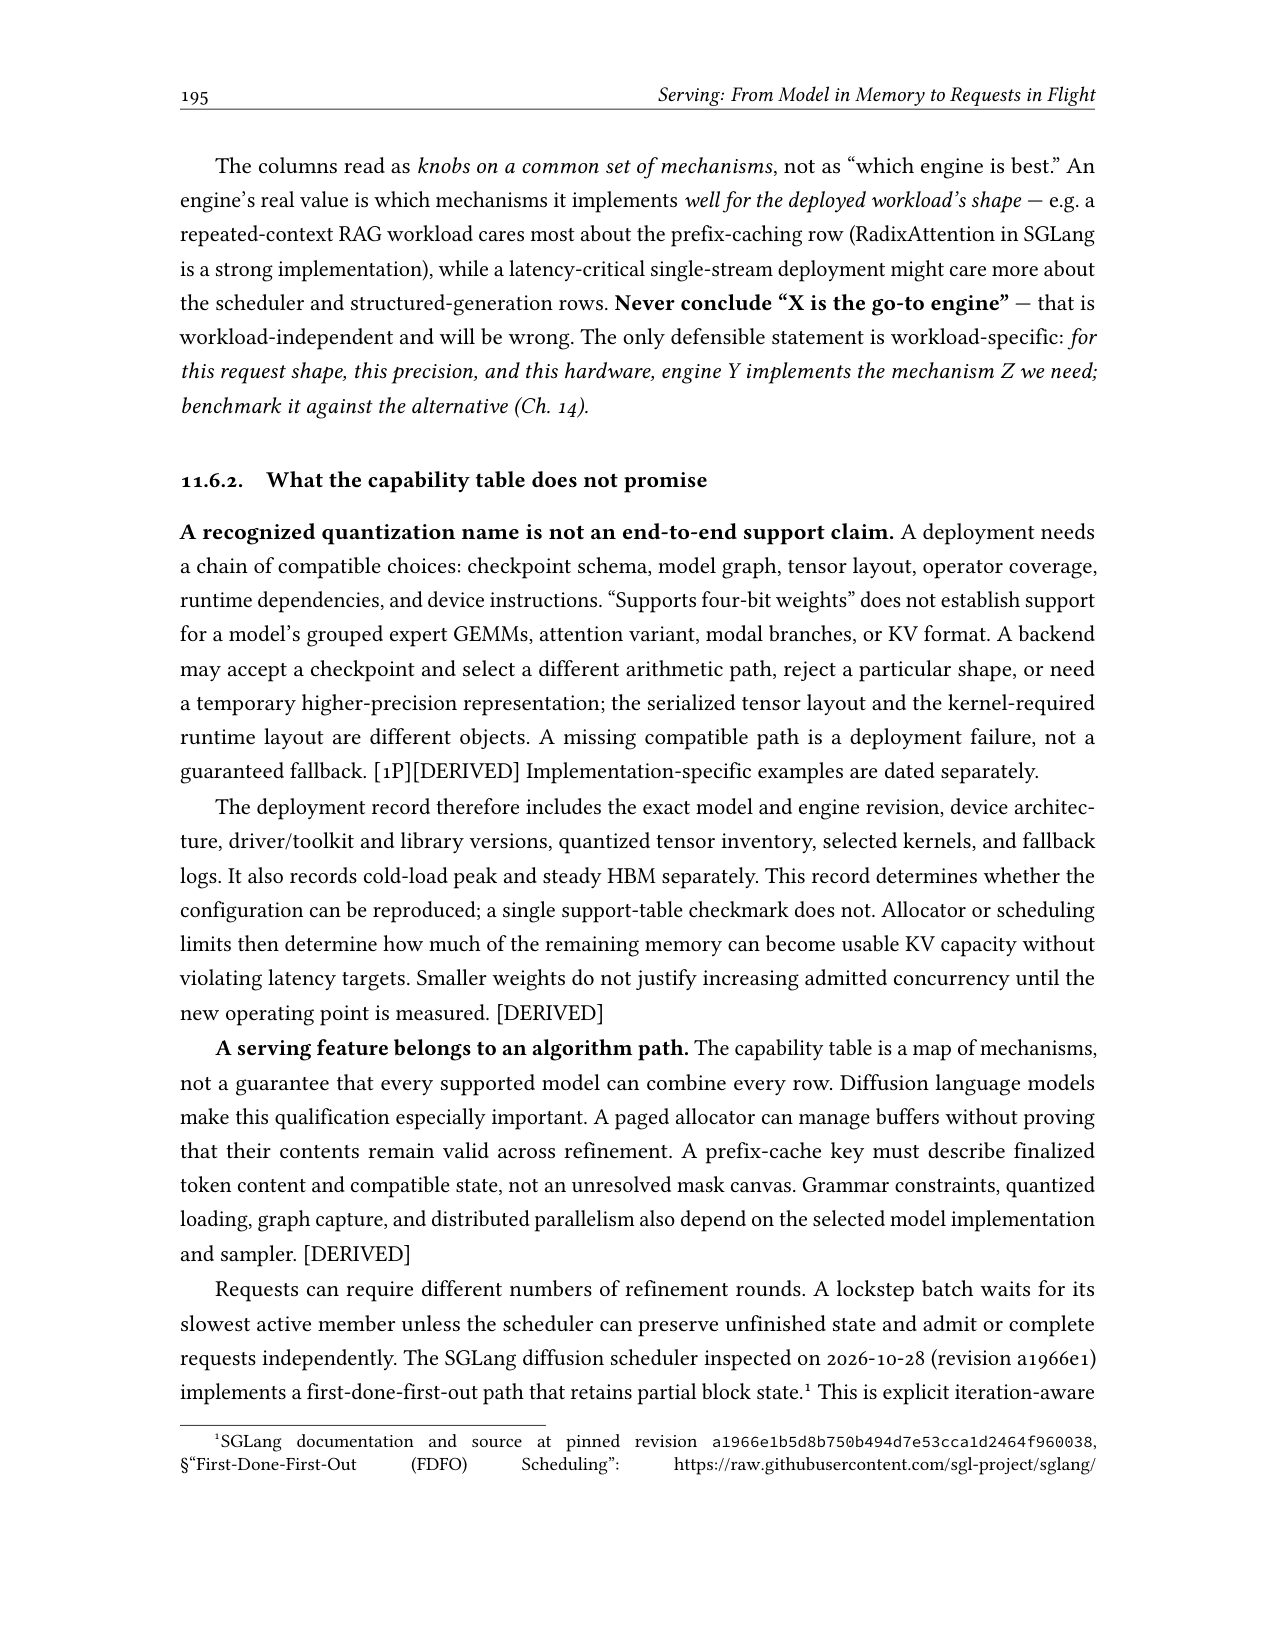 195 Serving: From Model in Memory to Requests in Flight
The columns read as knobs on a common set of mechanisms, not as “which engine is best.” An
engine’s real value is which mechanisms it implements well for the deployed workload’s shape — e.g. a
repeated-context RAG workload cares most about the prefix-caching row (RadixAttention in SGLang
is a strong implementation), while a latency-critical single-stream deployment might care more about
the scheduler and structured-generation rows. Never conclude “X is the go-to engine” — that is
workload-independent and will be wrong. The only defensible statement is workload-specific: for
this request shape, this precision, and this hardware, engine Y implements the mechanism Z we need;
benchmark it against the alternative (Ch. 14).
11.6.2. What the capability table does not promise
A recognized quantization name is not an end-to-end support claim. A deployment needs
a chain of compatible choices: checkpoint schema, model graph, tensor layout, operator coverage,
runtime dependencies, and device instructions. “Supports four-bit weights” does not establish support
for a model’s grouped expert GEMMs, attention variant, modal branches, or KV format. A backend
may accept a checkpoint and select a different arithmetic path, reject a particular shape, or need
a temporary higher-precision representation; the serialized tensor layout and the kernel-required
runtime layout are different objects. A missing compatible path is a deployment failure, not a
guaranteed fallback. [1P][DERIVED] Implementation-specific examples are dated separately.
The deployment record therefore includes the exact model and engine revision, device architec-
ture, driver/toolkit and library versions, quantized tensor inventory, selected kernels, and fallback
logs. It also records cold-load peak and steady HBM separately. This record determines whether the
configuration can be reproduced; a single support-table checkmark does not. Allocator or scheduling
limits then determine how much of the remaining memory can become usable KV capacity without
violating latency targets. Smaller weights do not justify increasing admitted concurrency until the
new operating point is measured. [DERIVED]
A serving feature belongs to an algorithm path. The capability table is a map of mechanisms,
not a guarantee that every supported model can combine every row. Diffusion language models
make this qualification especially important. A paged allocator can manage buffers without proving
that their contents remain valid across refinement. A prefix-cache key must describe finalized
token content and compatible state, not an unresolved mask canvas. Grammar constraints, quantized
loading, graph capture, and distributed parallelism also depend on the selected model implementation
and sampler. [DERIVED]
Requests can require different numbers of refinement rounds. A lockstep batch waits for its
slowest active member unless the scheduler can preserve unfinished state and admit or complete
requests independently. The SGLang diffusion scheduler inspected on 2026-10-28 (revision a1966e1)
implements a first-done-first-out path that retains partial block state.¹ This is explicit iteration-aware
¹SGLang documentation and source at pinned revision a1966e1b5d8b750b494d7e53cca1d2464f960038,
§“First-Done-First-Out (FDFO) Scheduling”: https://raw.githubusercontent.com/sgl-project/sglang/